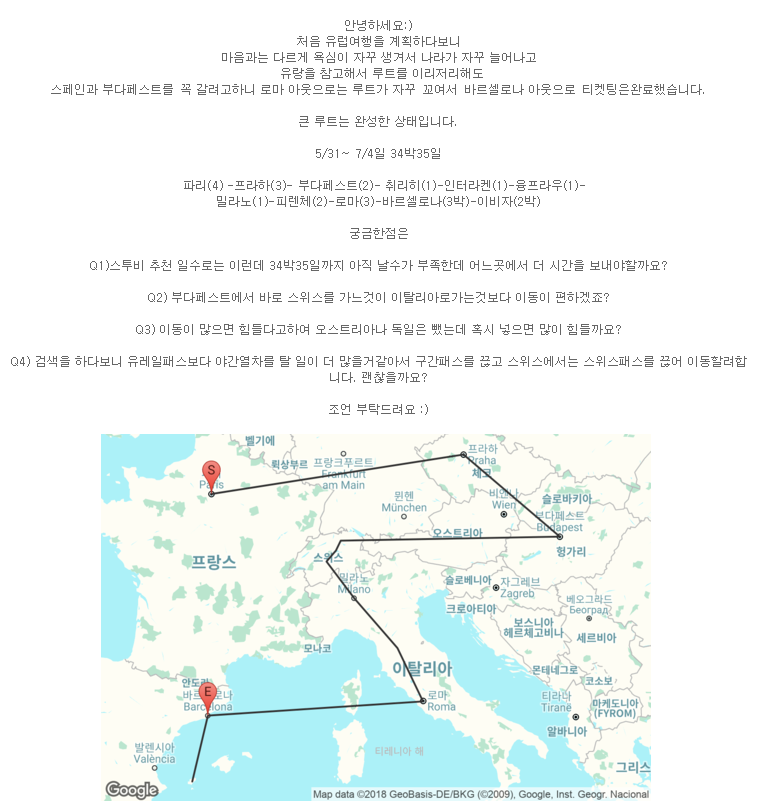 안녕하세요:)
처음 유럽여행을 계획하다보니
마음과는 다르게 욕심이 자꾸 생겨서 나라가 자꾸 늘어나고
유랑을 참고해서 루트를 이리저리해도
스페인과 부다페스트를 꼭 갈려고하니 로마 아웃으로는 루트가 자꾸 꼬여서 바르셀로나 아웃으로 티켓팅은완료했습니다.
큰 루트는 완성한 상태입니다.
5/31~ 7/4일 34박35일
파리(4) -프라하(3)- 부다페스트(2)- 취리히(1)-인터라켄(1)-융프라우(1)-
밀라노(1)-피렌체(2)-로마(3)-바르셀로나(3박)-이비자(2박)
궁금한점은
Q1)스투비 추천 일수로는 이런데 34박35일까지 아직 날수가 부족한데 어느곳에서 더 시간을 보내야할까요?
Q2) 부다페스트에서 바로 스위스를 가느것이 이탈리아로가는것보다 이동이 편하겠죠?
Q3) 이동이 많으면 힘들다고하여 오스트리아나 독일은 뺐는데 혹시 넣으면 많이 힘들까요?
Q4) 검색을 하다보니 유레일패스보다 야간열차를 탈 일이 더 많을거같아서 구간패스를 끊고 스위스에서는 스위스패스를 끊어 이동할려합
니다. 괜찮을까요?
조언 부탁드려요 :)
벨기에
룩상부르
프랑크푸르트
Frankfurt
am Main
프라하
Praha
체코
S
Paris
뮌헨
München
비엔나
Wien
슬로바키아
부다페스트
Budapest
오스트리아
헝가리
프랑스
스위스
밀라노
Milano
슬로베니아
자그레브
Zagreb
크로아티아
베오그라드
Београд
보스니아
헤르체고비나
세르비아
모나코
몬테네그로
코소보
이탈리아
안도라
E
바르셀로나
Barcelona
로마
Roma
티라나
Tiranë
마케도니아
(FYROM)
알바니아
발렌시아
València
티레니아 해
그리스
Google
Map data ©2018 GeoBasis-DE/BKG (©2009), Google, Inst. Geogr. Nacional